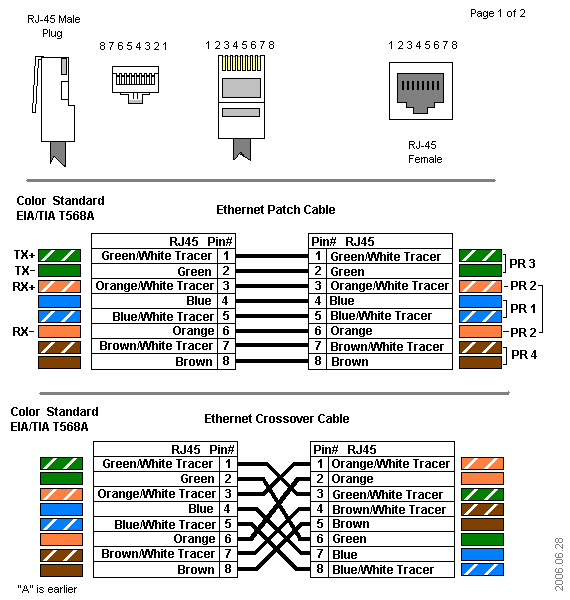 Page 1 of 2
RJ-45 Male
Plug
8 7 6 5 4 3 2 1
1 2 3 4 5 6 7 8
1 2 3 4 5 6 7 8
RJ-45
Female
Color Standard
EIA/TIA T568A
Ethernet Patch Cable
RJ45 Pin#
Pin# RJ45
TX+ Green/White Tracer 1 1 Green/White Tracer
TX- Green 2 2 Green
PR 3
RX+ Orange/White Tracer 3 3 Orange/White Tracer PR 2
Blue 4 4 Blue
PR 1
Blue/White Tracer 5 5 Blue/White Tracer
RX- Orange 6 6 Orange PR 2
Brown/White Tracer 7 7 Brown/White Tracer
PR 4
Brown 8 8 Brown
Color Standard
EIA/TIA T568A
Ethernet Crossover Cable
RJ45 Pin#
Pin# RJ45
Green/White Tracer 1 1 Orange/White Tracer
Green 2 2 Orange
Orange/White Tracer 3 3 Green/White Tracer
Blue 4 4 Brown/White Tracer
Blue/White Tracer 5 5 Brown
Orange 6 6 Green
Brown/White Tracer 7 7 Blue
Brown 8 8 Blue/White Tracer
"A" is earlier
2006.06.28